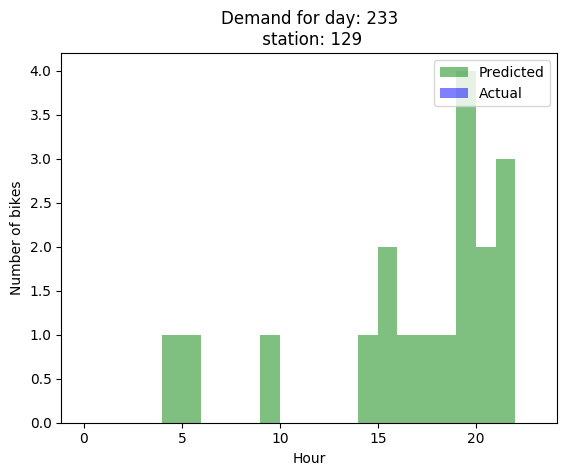 Demand for day: 233
station: 129
Predicted
Actual
4.0
3.5
3.0
2.5
2.0
1.5
1.0
0.5
0.0
Number of bikes
0 5 10 15 20
Hour